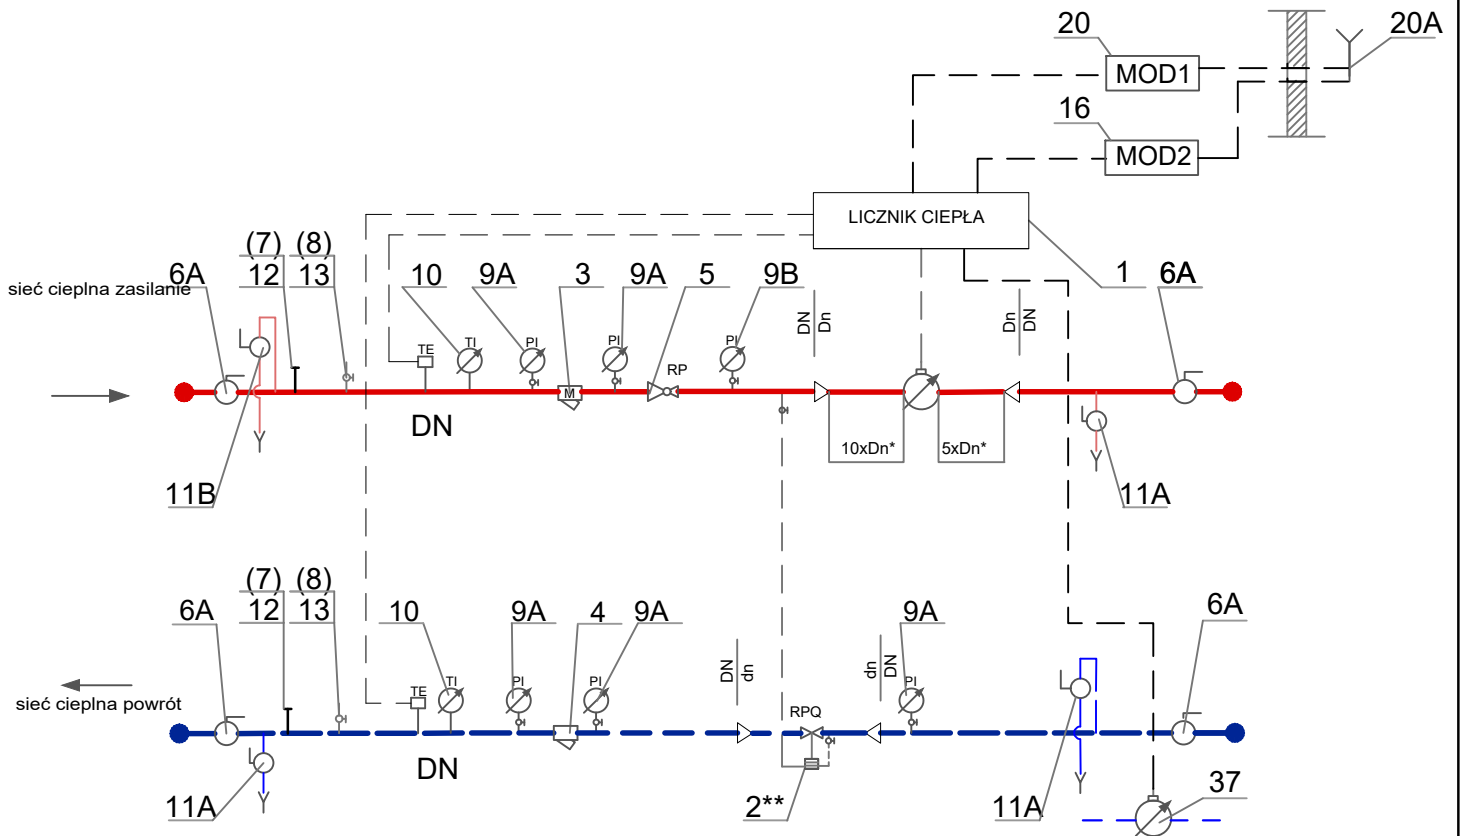 20
20A
MOD1
16
MOD2
LICZNIK CIEPŁA
(7) (8)
6A 12 13 10 9A 3 9A 5 9B DN Dn Dn DN 1 6A
sieć cieplna zasilanie
TE TI PI PI RP PI
M
DN
10xDn* 5xDn*
11B
11A
(7) (8)
6A 12 13 10 9A 4 9A 9A 6A
DN dn dn DN
sieć cieplna powrót
TE TI PI PI PI
RPQ
DN
11A
2**
11A
37